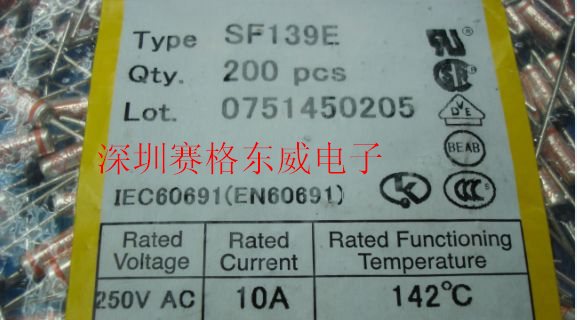 Type SF139E
Qty. 200 pcs
Lot. 0751450205
深圳赛格东威电子
IEC60691(EN60691)
BEAB
Rated Voltage
Rated Current
Rated Functioning Temperature
250V AC
10A
142°C